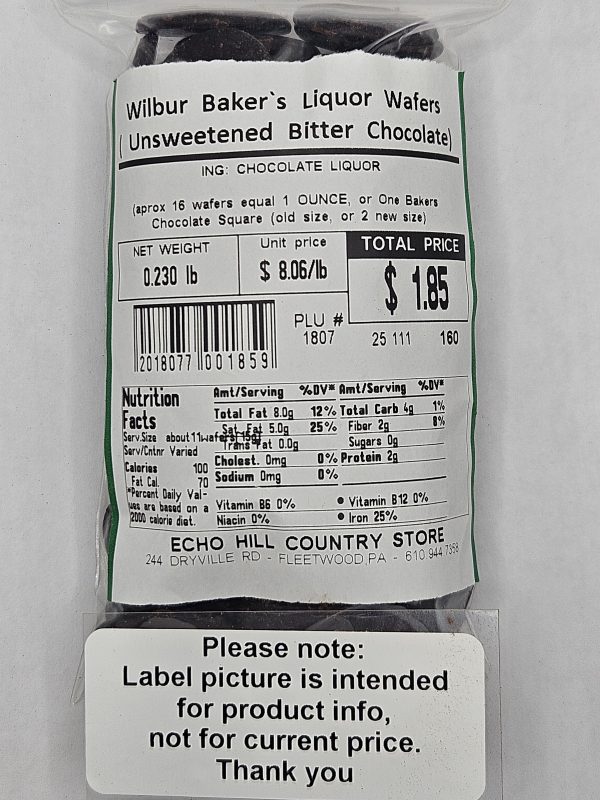 Wilbur Baker`s Liquor Wafers
( Unsweetened Bitter Chocolate)
ING: CHOCOLATE LIQUOR
(aprox 16 wafers equal 1 OUNCE, or One Bakers
Chocolate Square (old size, or 2 new size)
NET WEIGHT Unit price TOTAL PRICE
0.230 lb $ 8.06/lb $ 1.85
PLU #
1807 25 111 160
2018077 001859
Nutrition Facts
Serv.Size about 11wafers( 15g)
Serv/Cntnr Varied
Calories 100
Fat Cal. 70
*Percent Daily Val-
ues are based on a
2000 calorie diet.
Amt/Serving %DV* Amt/Serving %DV*
Total Fat 8.0g 12% Total Carb 4g 1%
Sat. Fat 5.0g 25% Fiber 2g 8%
Trans Fat 0.0g Sugars 0g
Cholest. 0mg 0% Protein 2g
Sodium 0mg 0%
Vitamin B6 0% • Vitamin B12 0%
Niacin 0% • Iron 25%
ECHO HILL COUNTRY STORE
244 DRYVILLE RD - FLEETWOOD,PA - 610 944 7358
Please note:
Label picture is intended
for product info,
not for current price.
Thank you